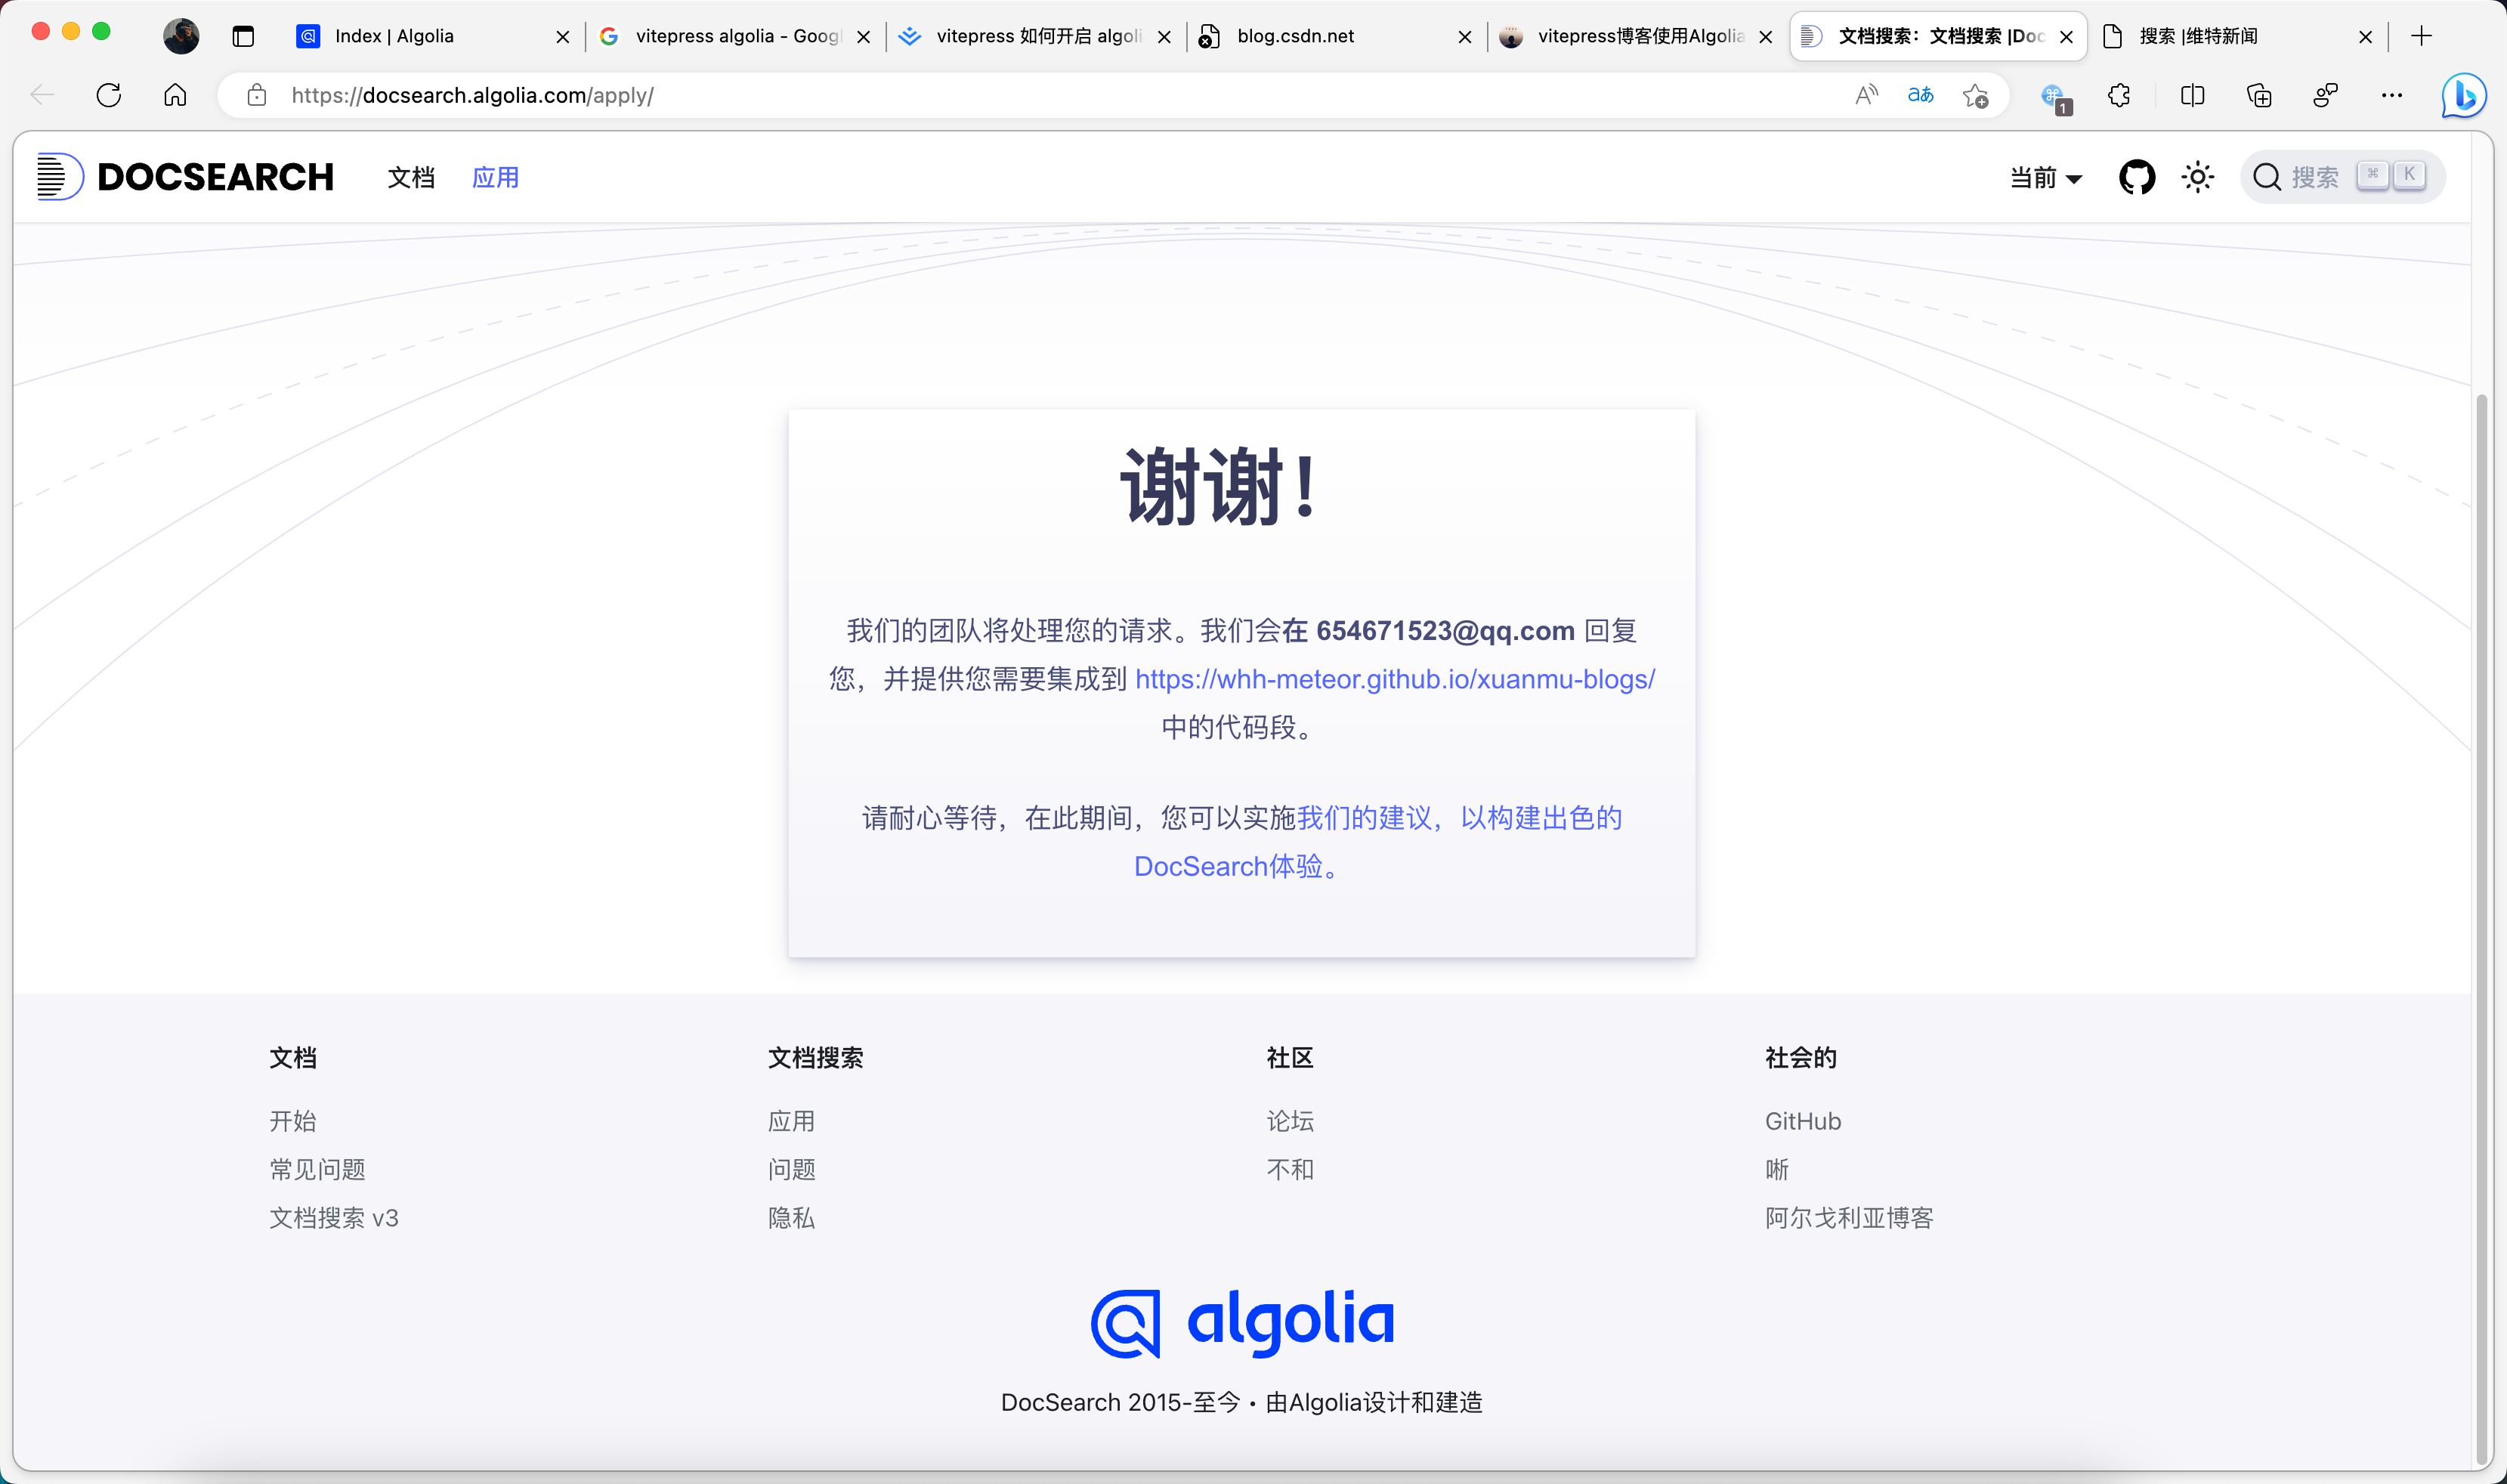 Index | Algolia
vitepress algolia - Googl
vitepress 如何开启 algoli
blog.csdn.net
vitepress博客使用Algolia
文档搜索：文档搜索 |Doc
搜索 |维特新闻
https://docsearch.algolia.com/apply/
aあ
1
DOCSEARCH
文档
应用
当前
搜索
⌘
K
谢谢！
我们的团队将处理您的请求。我们会在 654671523@qq.com 回复
您，并提供您需要集成到 https://whh-meteor.github.io/xuanmu-blogs/
中的代码段。
请耐心等待，在此期间，您可以实施我们的建议，以构建出色的
DocSearch体验。
文档
开始
常见问题
文档搜索 v3
文档搜索
应用
问题
隐私
社区
论坛
不和
社会的
GitHub
唽
阿尔戈利亚博客
algolia
DocSearch 2015-至今 • 由Algolia设计和建造